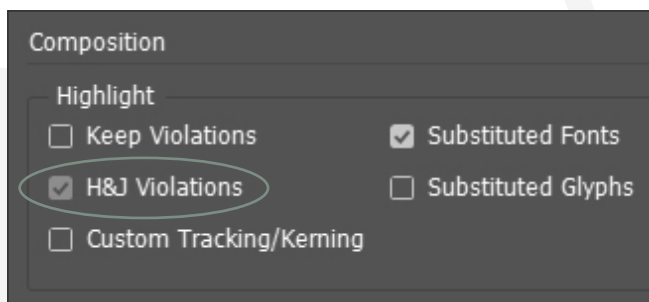 Composition
Highlight
Keep Violations
Substituted Fonts
H&J Violations
Substituted Glyphs
Custom Tracking/Kerning